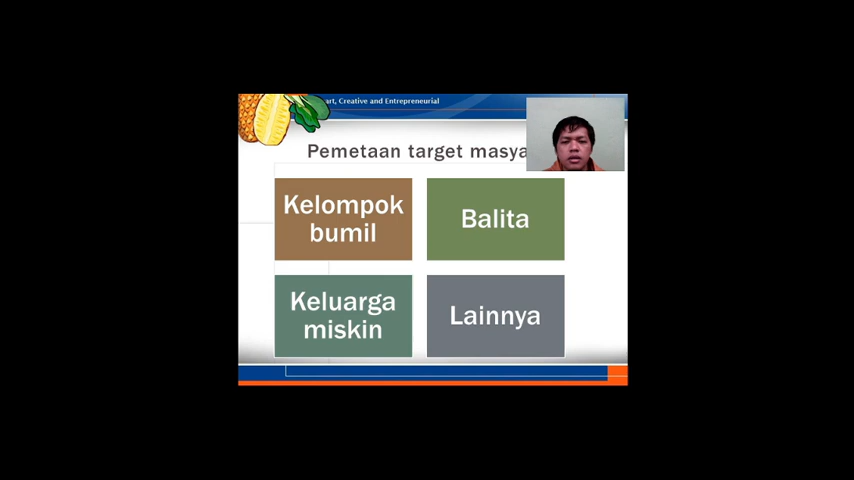 art, Creative and Entrepreneurial
Pemetaan target masya
Kelompok
bumil
Balita
Keluarga
miskin
Lainnya